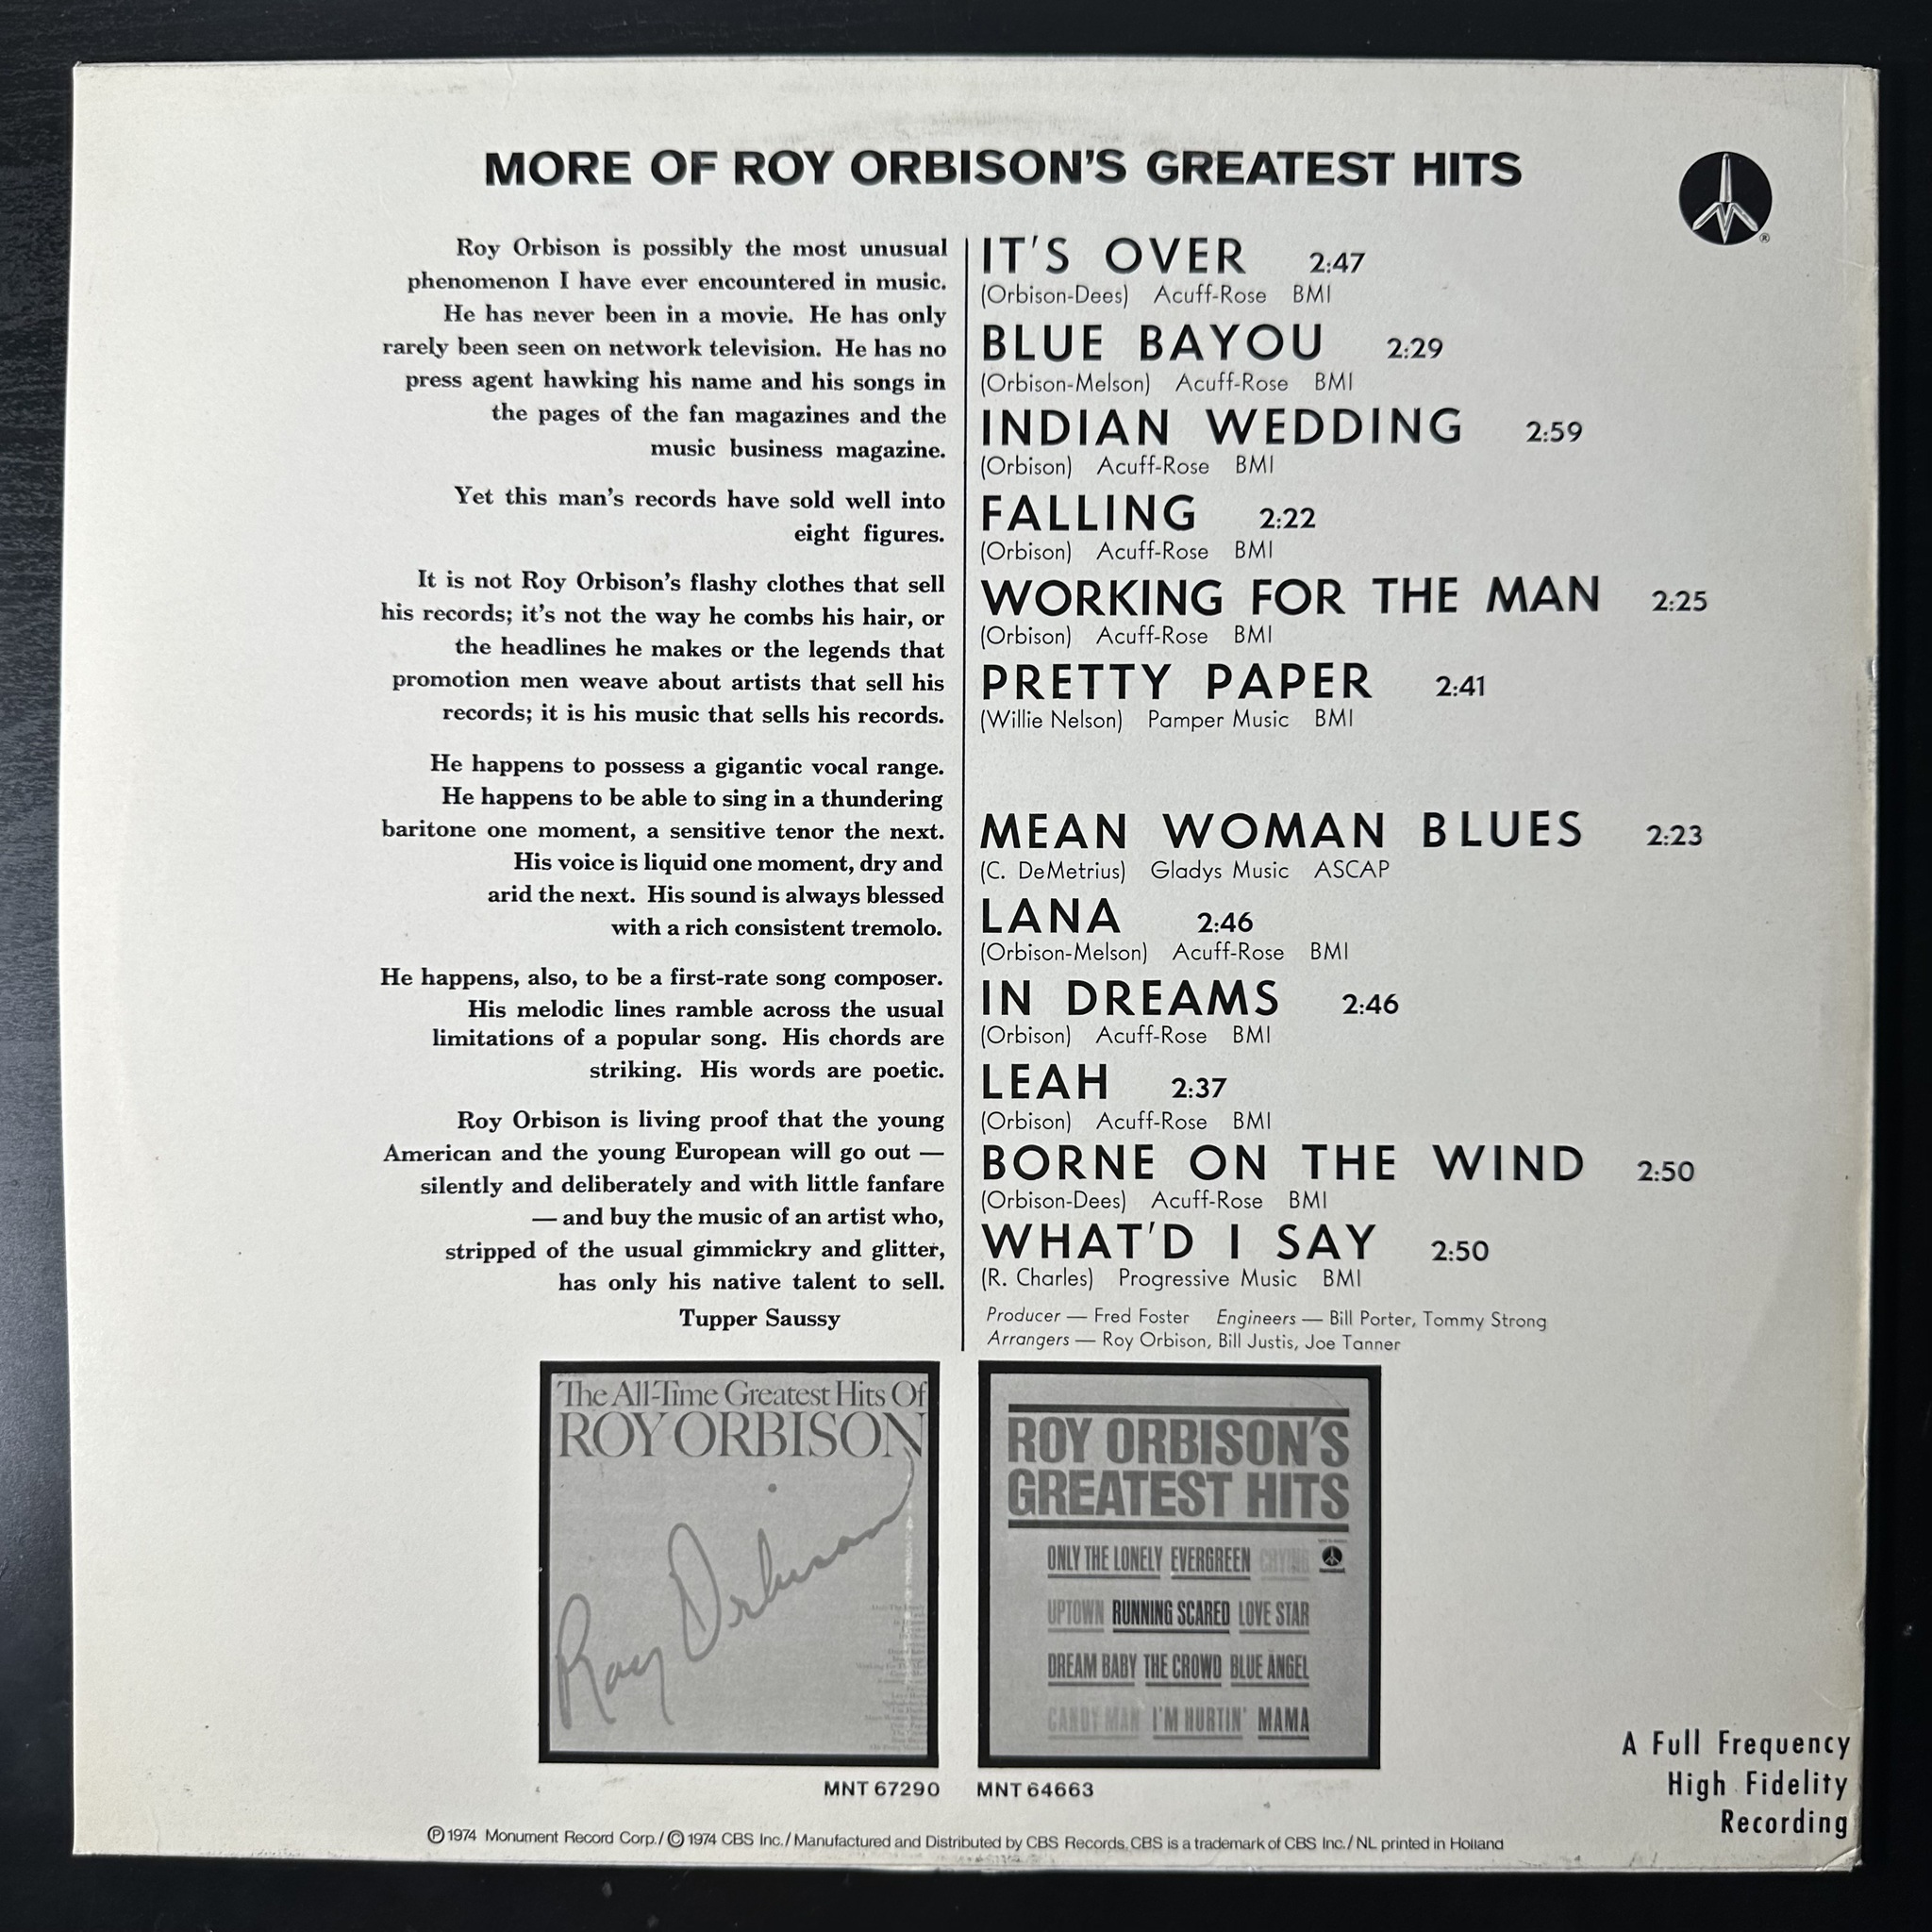 MORE OF ROY ORBISON'S GREATEST HITS
®
Roy Orbison is possibly the most unusual
phenomenon I have ever encountered in music.
He has never been in a movie. He has only
rarely been seen on network television. He has no
press agent hawking his name and his songs in
the pages of the fan magazines and the
music business magazine.
Yet this man's records have sold well into
eight figures.
It is not Roy Orbison's flashy clothes that sell
his records; it's not the way he combs his hair, or
the headlines he makes or the legends that
promotion men weave about artists that sell his
records; it is his music that sells his records.
He happens to possess a gigantic vocal range.
He happens to be able to sing in a thundering
baritone one moment, a sensitive tenor the next.
His voice is liquid one moment, dry and
arid the next. His sound is always blessed
with a rich consistent tremolo.
He happens, also, to be a first-rate song composer.
His melodic lines ramble across the usual
limitations of a popular song. His chords are
striking. His words are poetic.
Roy Orbison is living proof that the young
American and the young European will go out —
silently and deliberately and with little fanfare
— and buy the music of an artist who,
stripped of the usual gimmickry and glitter,
has only his native talent to sell.
Tupper Saussy
IT'S OVER 2:47
(Orbison-Dees) Acuff-Rose BMI
BLUE BAYOU 2:29
(Orbison-Melson) Acuff-Rose BMI
INDIAN WEDDING 2:59
(Orbison) Acuff-Rose BMI
FALLING 2:22
(Orbison) Acuff-Rose BMI
WORKING FOR THE MAN 2:25
(Orbison) Acuff-Rose BMI
PRETTY PAPER 2:41
(Willie Nelson) Pamper Music BMI
MEAN WOMAN BLUES 2:23
(C. DeMetrius) Gladys Music ASCAP
LANA 2:46
(Orbison-Melson) Acuff-Rose BMI
IN DREAMS 2:46
(Orbison) Acuff-Rose BMI
LEAH 2:37
(Orbison) Acuff-Rose BMI
BORNE ON THE WIND 2:50
(Orbison-Dees) Acuff-Rose BMI
WHAT'D I SAY 2:50
(R. Charles) Progressive Music BMI
Producer — Fred Foster Engineers — Bill Porter, Tommy Strong
Arrangers — Roy Orbison, Bill Justis, Joe Tanner
The All-Time Greatest Hits Of
ROY ORBISON
Roy Orbison
MNT 67290
ROY ORBISON'S
GREATEST HITS
ONLY THE LONELY EVERGREEN CRYING
UPTOWN RUNNING SCARED LOVE STAR
DREAM BABY THE CROWD BLUE ANGEL
CANDY MAN I'M HURTIN' MAMA
MNT 64663
A Full Frequency
High Fidelity
Recording
Ⓟ 1974 Monument Record Corp./ © 1974 CBS Inc./ Manufactured and Distributed by CBS Records, CBS is a trademark of CBS Inc./ NL printed in Holland